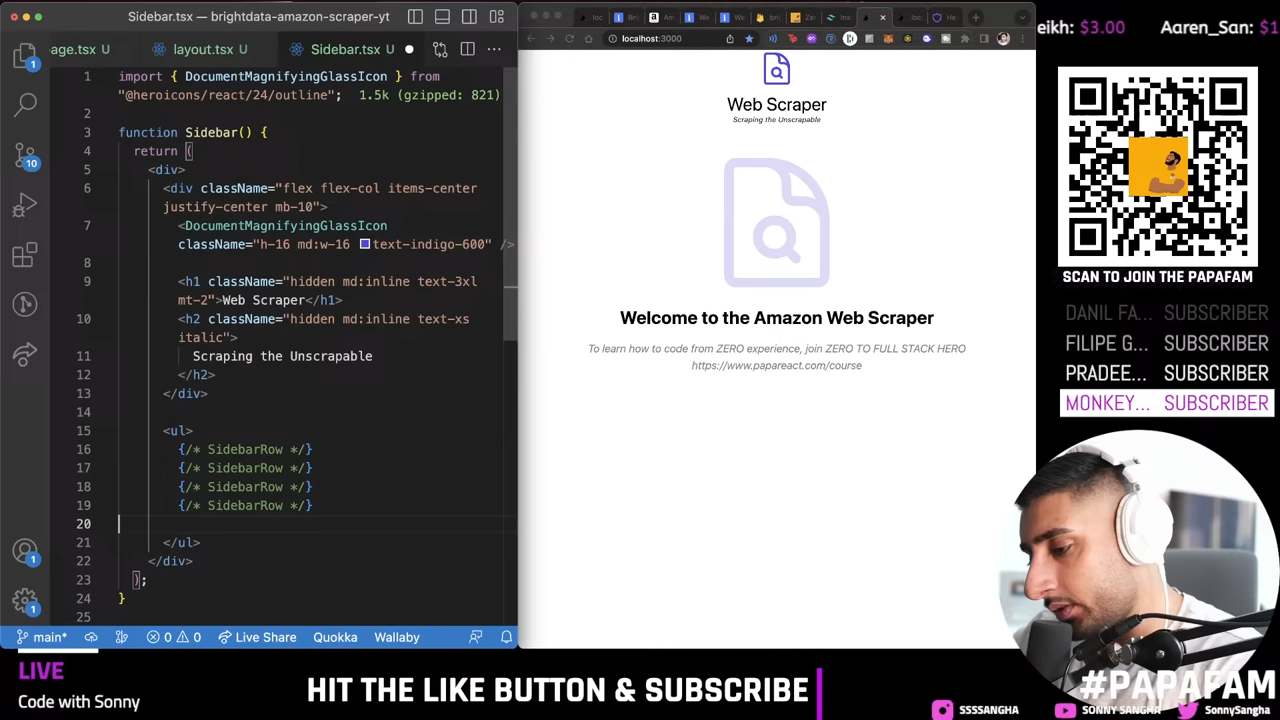 Sidebar.tsx — brightdata-amazon-scraper-yt
age.tsx U
layout.tsx U
Sidebar.tsx U
1 import { DocumentMagnifyingGlassIcon } from
"@heroicons/react/24/outline"; 1.5k (gzipped: 821)
2
3 function Sidebar() {
4 return (
5 <div>
6 <div className="flex flex-col items-center
justify-center mb-10">
7 <DocumentMagnifyingGlassIcon
className="h-16 md:w-16 text-indigo-600" />
8
9 <h1 className="hidden md:inline text-3xl
mt-2">Web Scraper</h1>
10 <h2 className="hidden md:inline text-xs
italic">
11 Scraping the Unscrapable
12 </h2>
13 </div>
14
15 <ul>
16 {/* SidebarRow */}
17 {/* SidebarRow */}
18 {/* SidebarRow */}
19 {/* SidebarRow */}
20
21 </ul>
22 </div>
23 );
24 }
25
1
10
1
1
main* 0 0 Live Share Quokka Wallaby
localhost:3000
Web Scraper
Scraping the Unscrapable
Welcome to the Amazon Web Scraper
To learn how to code from ZERO experience, join ZERO TO FULL STACK HERO
https://www.papareact.com/course
eikh: $3.00 Aaren_San: $1
SCAN TO JOIN THE PAPAFAM
DANIL FA... SUBSCRIBER
FILIPE G... SUBSCRIBER
PRADEE... SUBSCRIBER
MONKEY... SUBSCRIBER
LIVE
Code with Sonny
HIT THE LIKE BUTTON & SUBSCRIBE
#PAPAFAM
SSSSANGHA SONNY SANGHA SonnySangha